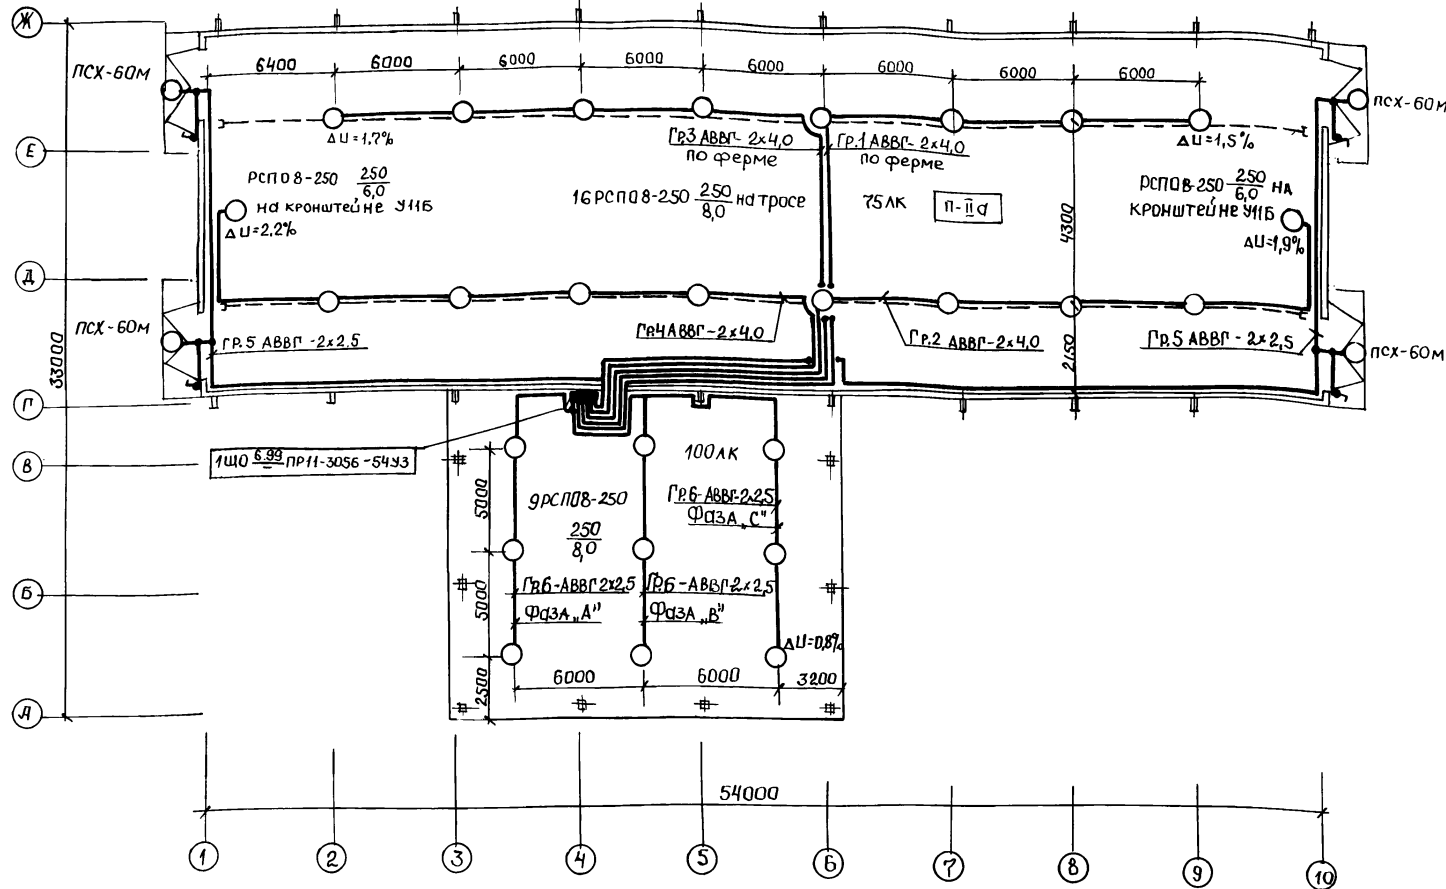 Ж
ПСХ-60М
6400
6000
6000
6000
6000
6000
6000
6000
6000
ПСХ-60М
ΔU=1,7%
ГР.3 АВВГ- 2х4,0
по ферме
ГР.1 АВВГ- 2х4,0
по ферме
ΔU=1,5%
Е
РСП08-250 250/6,0
на кронштейне У11Б
ΔU=2,2%
16 РСП08-250 250/8,0 на тросе
75ЛК
П-IIа
4300
РСП08-250 250/6,0 на
кронштейне У11Б
ΔU=1,9%
Д
ПСХ-60М
ГР.5 АВВГ -2х2,5
ГР.4 АВВГ-2х4,0
ГР.2 АВВГ-2х4,0
2150
ГР.5 АВВГ - 2х2,5
ПСХ-60М
33000
Г
В
1ЩО 6.99/– ПР11-3056-54У3
5000
100ЛК
9РСП08-250
250/8,0
ГР.6-АВВГ-2х2,5
Фаза „С"
Б
5000
ГР.6-АВВГ 2х2,5
Фаза „А"
ГР.6-АВВГ-2х2,5
Фаза „В"
ΔU=0,8%
2500
6000
6000
3200
А
54000
1
2
3
4
5
6
7
8
9
10